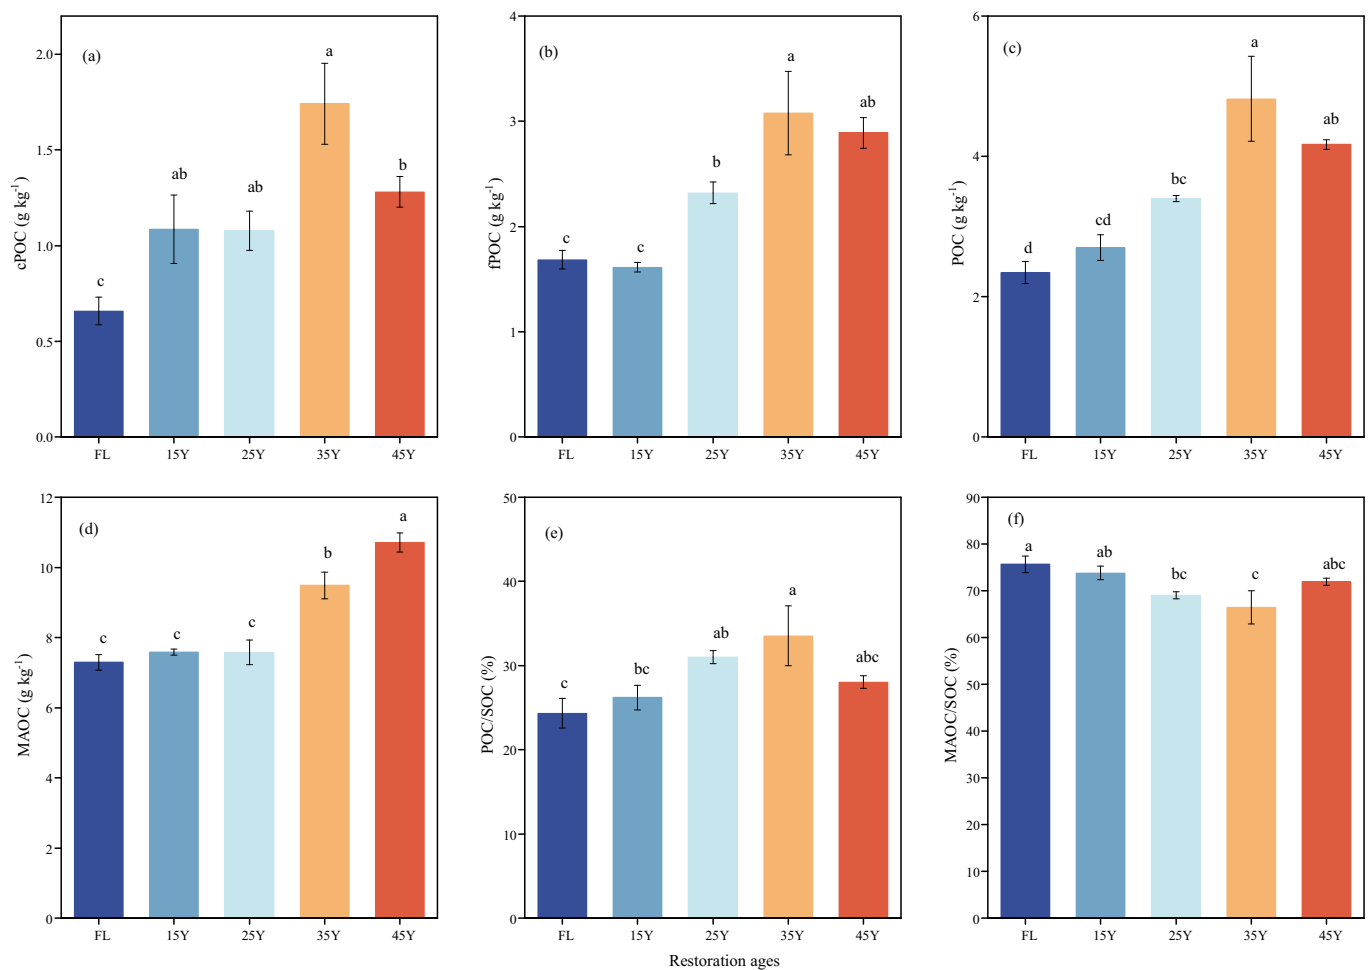 (a)
cPOC (g kg-1)
2.0
1.5
1.0
0.5
0.0
c
ab
ab
a
b
FL 15Y 25Y 35Y 45Y
(b)
fPOC (g kg-1)
4
3
2
1
0
c
c
b
a
ab
FL 15Y 25Y 35Y 45Y
(c)
POC (g kg-1)
6
4
2
0
d
cd
bc
a
ab
FL 15Y 25Y 35Y 45Y
(d)
MAOC (g kg-1)
12
10
8
6
4
2
0
c
c
c
b
a
FL 15Y 25Y 35Y 45Y
(e)
POC/SOC (%)
50
40
30
20
10
0
c
bc
ab
a
abc
FL 15Y 25Y 35Y 45Y
(f)
MAOC/SOC (%)
90
80
70
60
50
40
30
20
10
0
a
ab
bc
c
abc
FL 15Y 25Y 35Y 45Y
Restoration ages